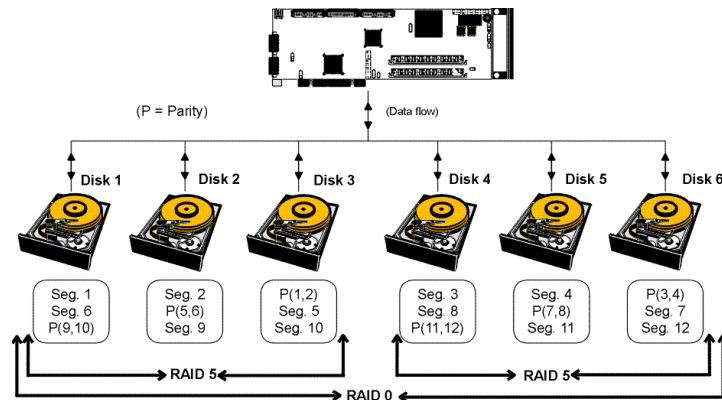 (P = Parity)
(Data flow)
Disk 1
Disk 2
Disk 3
Disk 4
Disk 5
Disk 6
Seg. 1
Seg. 6
P(9,10)
Seg. 2
P(5,6)
Seg. 9
P(1,2)
Seg. 5
Seg. 10
Seg. 3
Seg. 8
P(11,12)
Seg. 4
P(7,8)
Seg. 11
P(3,4)
Seg. 7
Seg. 12
RAID 5
RAID 5
RAID 0